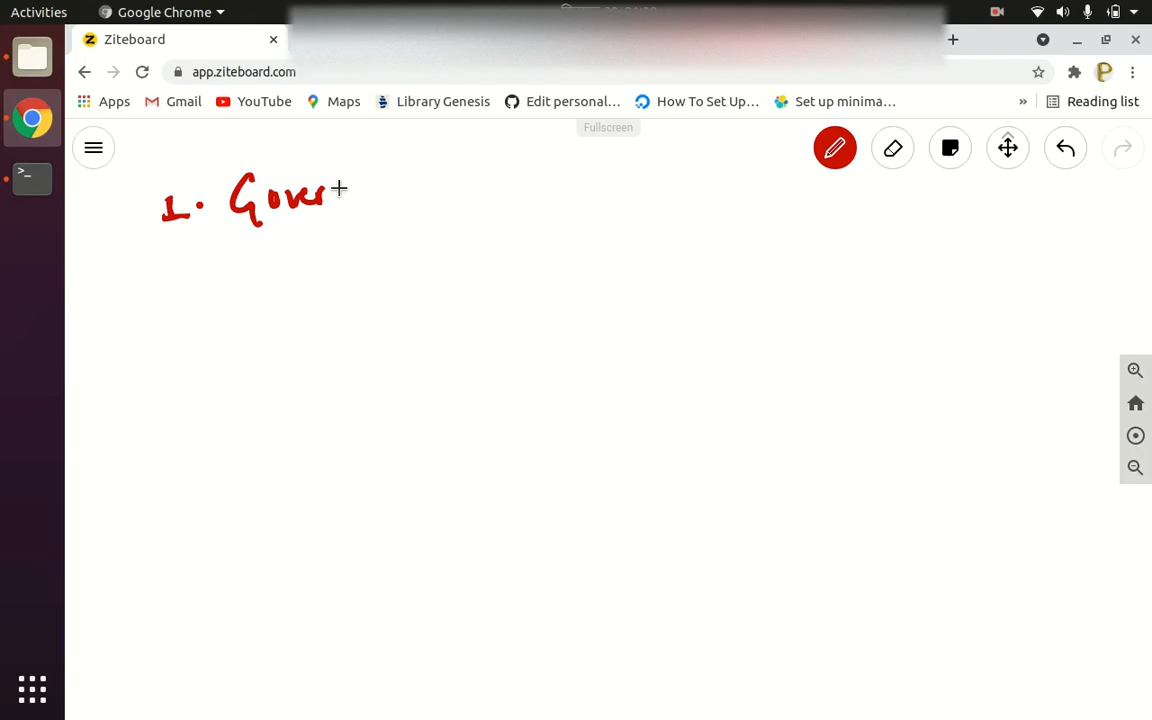 Activities Google Chrome
Ziteboard
app.ziteboard.com
Apps Gmail YouTube Maps Library Genesis Edit personal... How To Set Up... Set up minima... » Reading list
Fullscreen
1. Gover